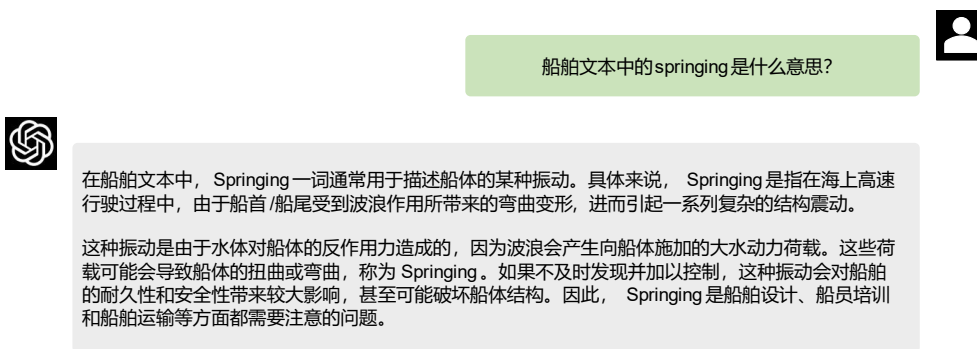 船舶文本中的springing是什么意思?
在船舶文本中， Springing一词通常用于描述船体的某种振动。具体来说， Springing是指在海上高速
行驶过程中，由于船首/船尾受到波浪作用所带来的弯曲变形, 进而引起一系列复杂的结构震动。
这种振动是由于水体对船体的反作用力造成的，因为波浪会产生向船体施加的大水动力荷载。这些荷
载可能会导致船体的扭曲或弯曲，称为 Springing。如果不及时发现并加以控制，这种振动会对船舶
的耐久性和安全性带来较大影响，甚至可能破坏船体结构。因此， Springing是船舶设计、船员培训
和船舶运输等方面都需要注意的问题。